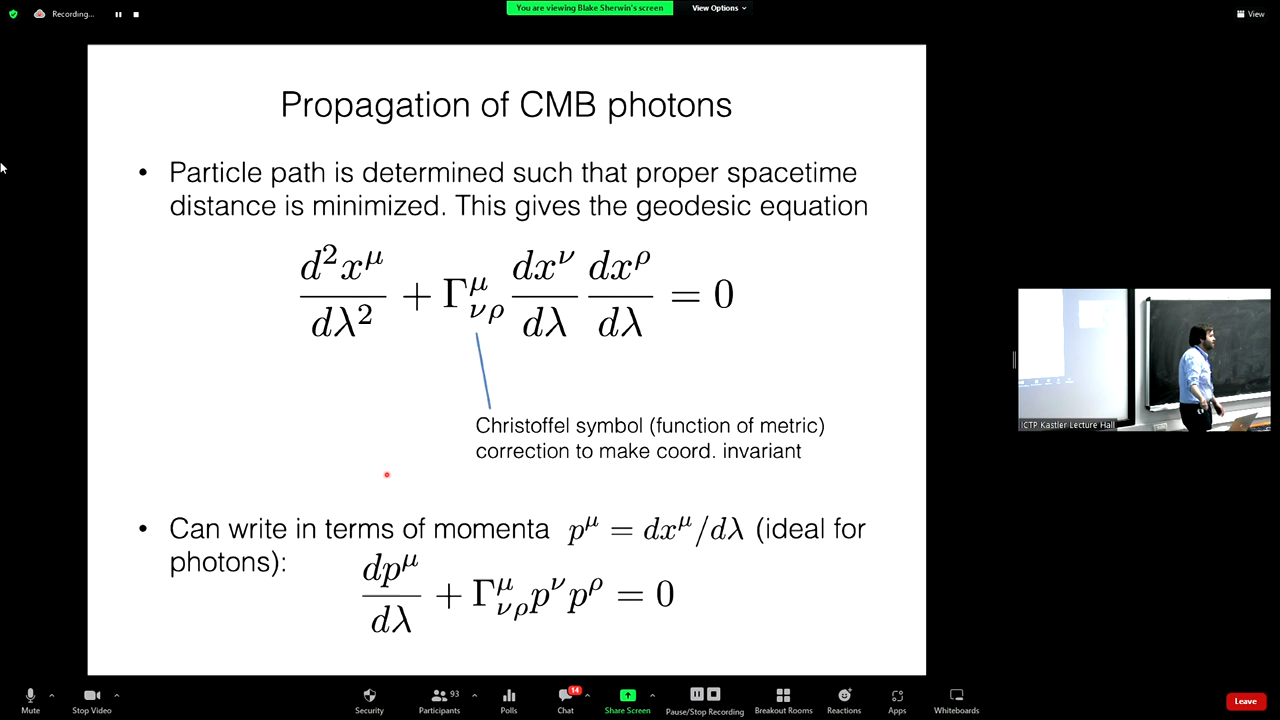 Recording...
You are viewing Blake Sherwin's screen
View Options
View
Propagation of CMB photons
• Particle path is determined such that proper spacetime
distance is minimized. This gives the geodesic equation
d²x^μ/dλ² + Γ^μ_νρ dx^ν/dλ dx^ρ/dλ = 0
Christoffel symbol (function of metric)
correction to make coord. invariant
• Can write in terms of momenta p^μ = dx^μ/dλ (ideal for
photons):
dp^μ/dλ + Γ^μ_νρ p^ν p^ρ = 0
ICTP Kastler Lecture Hall
Mute
Stop Video
Security
Participants
93
Polls
Chat
14
Share Screen
Pause/Stop Recording
Breakout Rooms
Reactions
Apps
Whiteboards
Leave